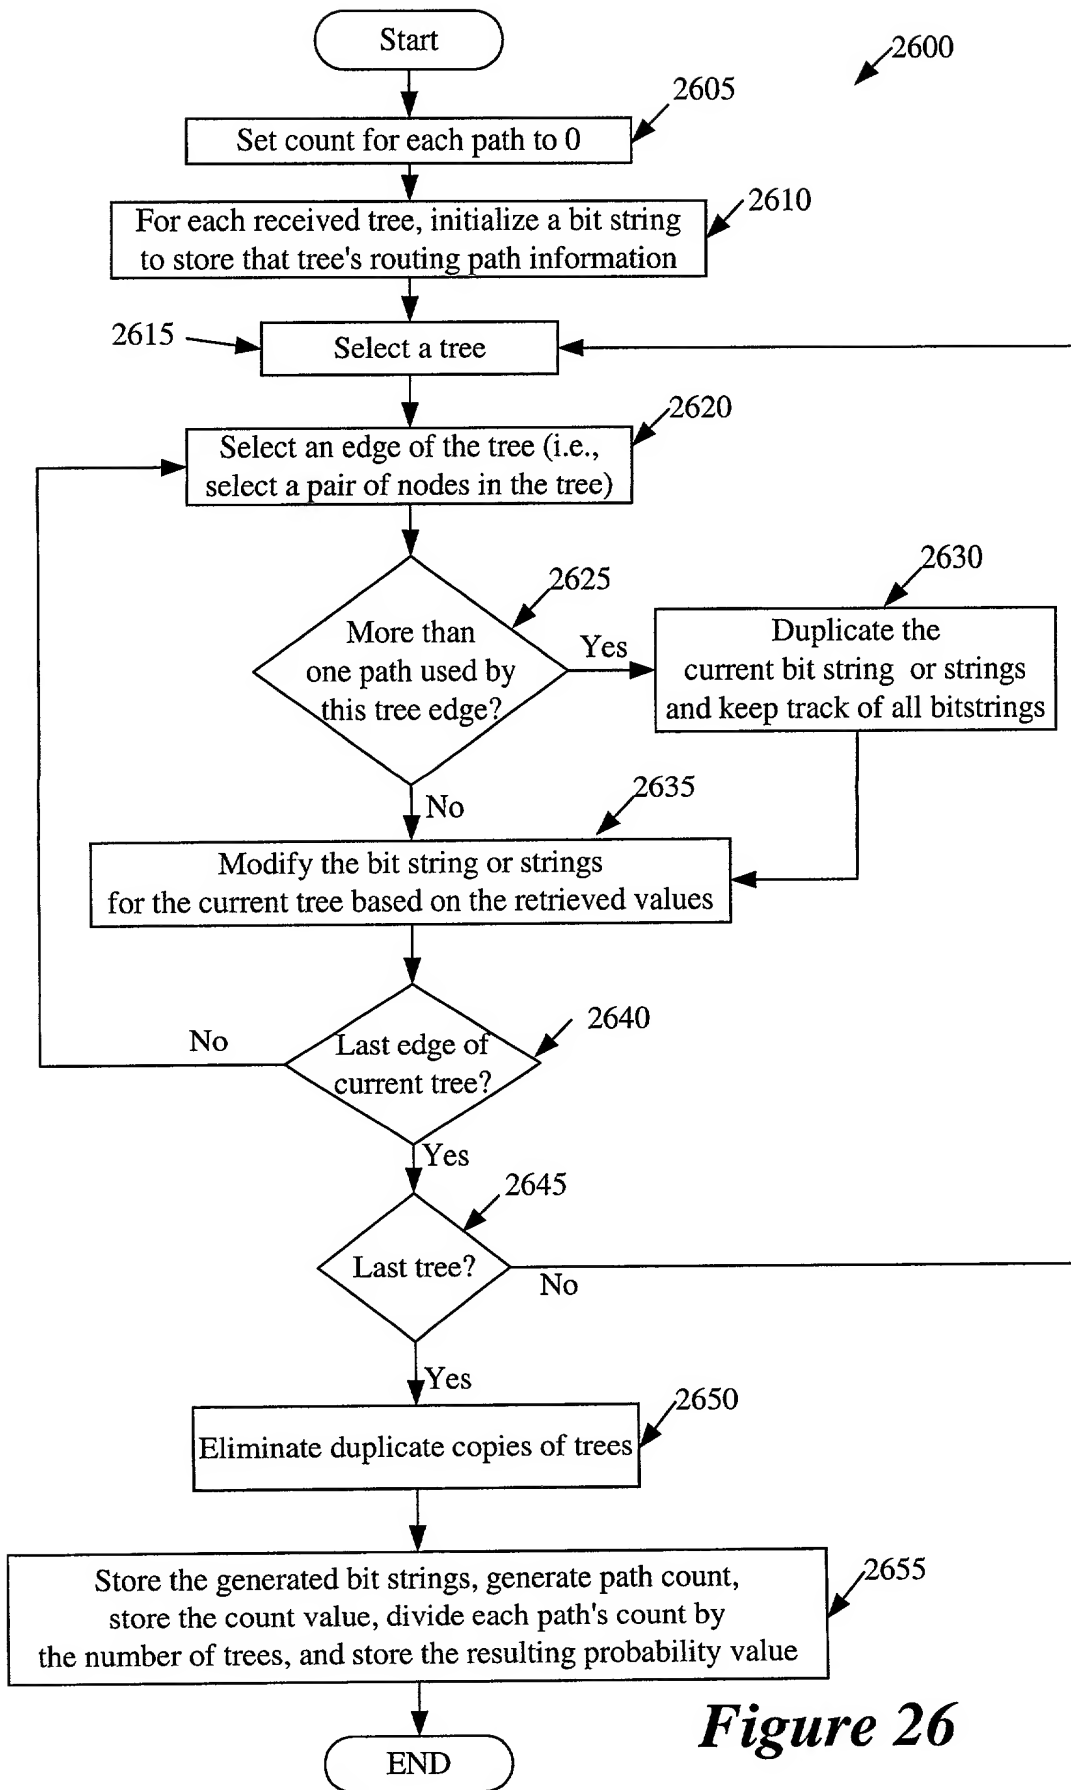 Start
2600
2605
Set count for each path to 0
2610
For each received tree, initialize a bit string
to store that tree's routing path information
2615
Select a tree
2620
Select an edge of the tree (i.e.,
select a pair of nodes in the tree)
2625
More than
one path used by
this tree edge?
Yes
2630
Duplicate the
current bit string or strings
and keep track of all bitstrings
No
2635
Modify the bit string or strings
for the current tree based on the retrieved values
No
2640
Last edge of
current tree?
Yes
2645
Last tree?
No
Yes
2650
Eliminate duplicate copies of trees
2655
Store the generated bit strings, generate path count,
store the count value, divide each path's count by
the number of trees, and store the resulting probability value
END
Figure 26